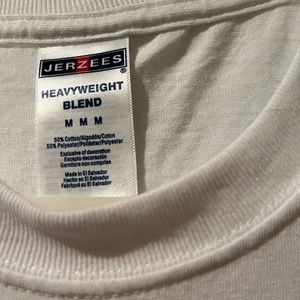 JERZEES
HEAVYWEIGHT
BLEND
M M M
50% Cotton/Algodón/Coton
50% Polyester/Poliéster/Polyester
Exclusive of decoration
Excepto decoración
Garniture non comprises
Made in El Salvador
Hecho en El Salvador
Fabriqué au El Salvador